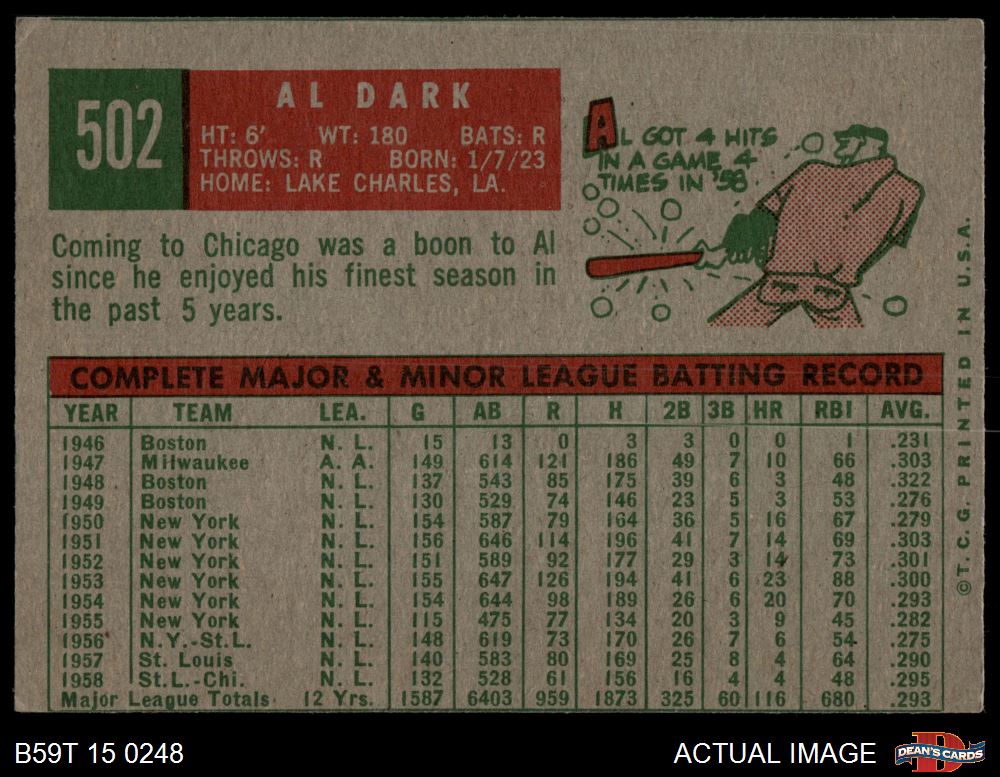 502
AL DARK
HT: 6' WT: 180 BATS: R
THROWS: R BORN: 1/7/23
HOME: LAKE CHARLES, LA.
AL GOT 4 HITS
IN A GAME 4
TIMES IN '58
Coming to Chicago was a boon to Al
since he enjoyed his finest season in
the past 5 years.
COMPLETE MAJOR & MINOR LEAGUE BATTING RECORD
YEAR TEAM LEA. G AB R H 2B 3B HR RBI AVG.
1946 Boston N. L. 15 13 0 3 3 0 0 1 .231
1947 Milwaukee A. A. 149 614 121 186 49 7 10 66 .303
1948 Boston N. L. 137 543 85 175 39 6 3 48 .322
1949 Boston N. L. 130 529 74 146 23 5 3 53 .276
1950 New York N. L. 154 587 79 164 36 5 16 67 .279
1951 New York N. L. 156 646 114 196 41 7 14 69 .303
1952 New York N. L. 151 589 92 177 29 3 14 73 .301
1953 New York N. L. 155 647 126 194 41 6 23 88 .300
1954 New York N. L. 154 644 98 189 26 6 20 70 .293
1955 New York N. L. 115 475 77 134 20 3 9 45 .282
1956 N.Y.-St.L. N. L. 148 619 73 170 26 7 6 54 .275
1957 St. Louis N. L. 140 583 80 169 25 8 4 64 .290
1958 St.L.-Chi. N. L. 132 528 61 156 16 4 4 48 .295
Major League Totals 12 Yrs. 1587 6403 959 1873 325 60 116 680 .293
©T.C.G. PRINTED IN U.S.A.
B59T 15 0248
ACTUAL IMAGE
DEAN'S CARDS